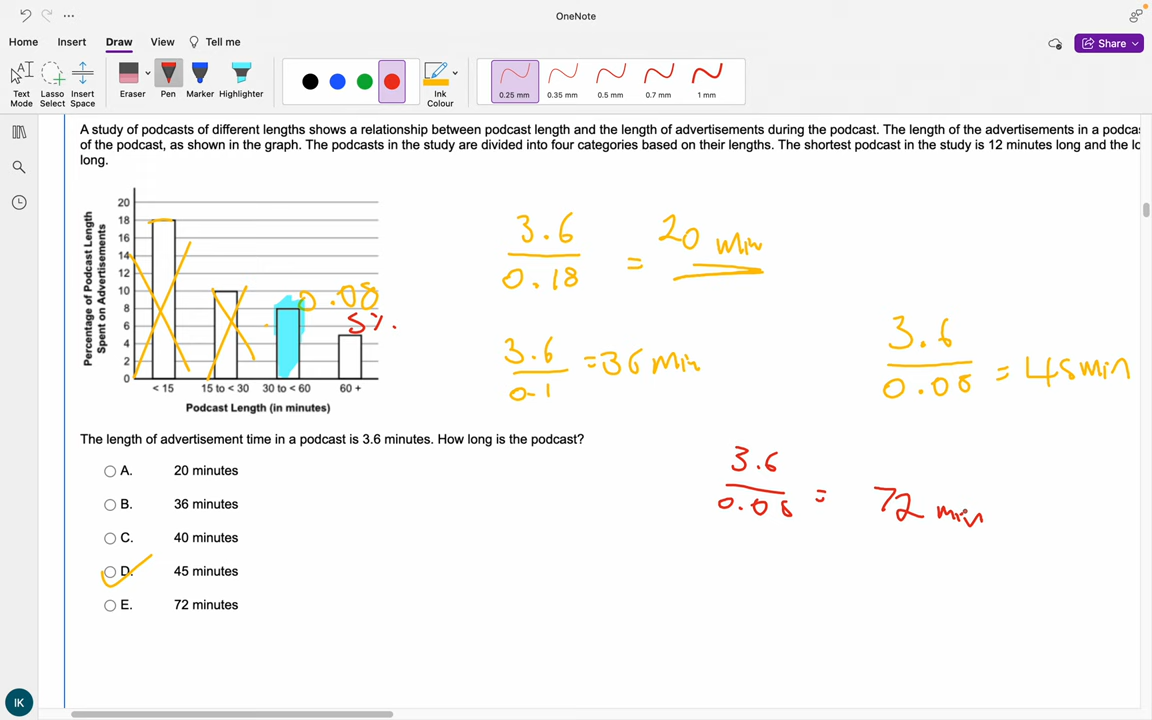 OneNote
Home Insert Draw View Tell me
Share
Text Mode
Lasso Select
Insert Space
Eraser
Pen
Marker
Highlighter
Ink Colour
0.25 mm
0.35 mm
0.5 mm
0.7 mm
1 mm
A study of podcasts of different lengths shows a relationship between podcast length and the length of advertisements during the podcast. The length of the advertisements in a podca
of the podcast, as shown in the graph. The podcasts in the study are divided into four categories based on their lengths. The shortest podcast in the study is 12 minutes long and the lo
long.
Percentage of Podcast Length
Spent on Advertisements
20
18
16
14
12
10
8
6
4
2
0
0.08
5%.
< 15
15 to < 30
30 to < 60
60 +
Podcast Length (in minutes)
3.6
0.18
= 20 min
3.6
0.1
= 36 min
3.6
0.08
= 45min
The length of advertisement time in a podcast is 3.6 minutes. How long is the podcast?
A. 20 minutes
B. 36 minutes
C. 40 minutes
D. 45 minutes
E. 72 minutes
3.6
0.05
= 72 min
IK